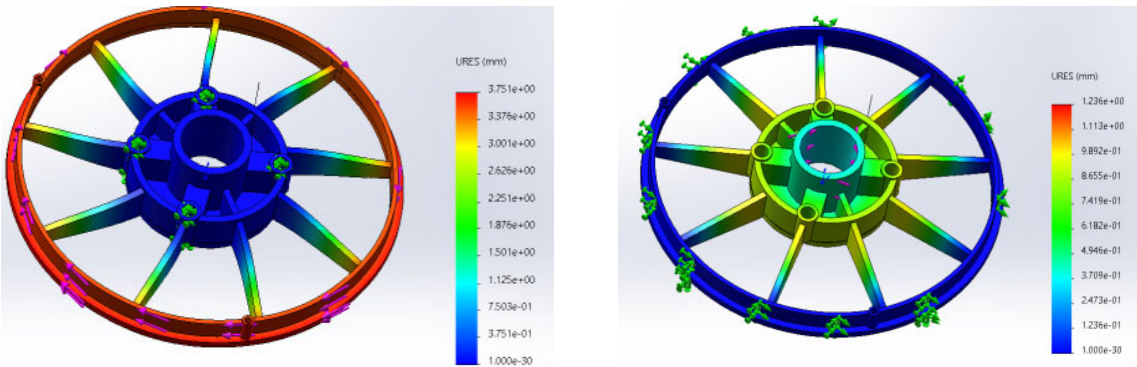 URES (mm)
3.751e+00
3.376e+00
3.001e+00
2.626e+00
2.251e+00
1.876e+00
1.501e+00
1.125e+00
7.503e-01
3.751e-01
1.000e-30
URES (mm)
1.236e+00
1.113e+00
9.892e-01
8.655e-01
7.419e-01
6.182e-01
4.946e-01
3.709e-01
2.473e-01
1.236e-01
1.000e-30